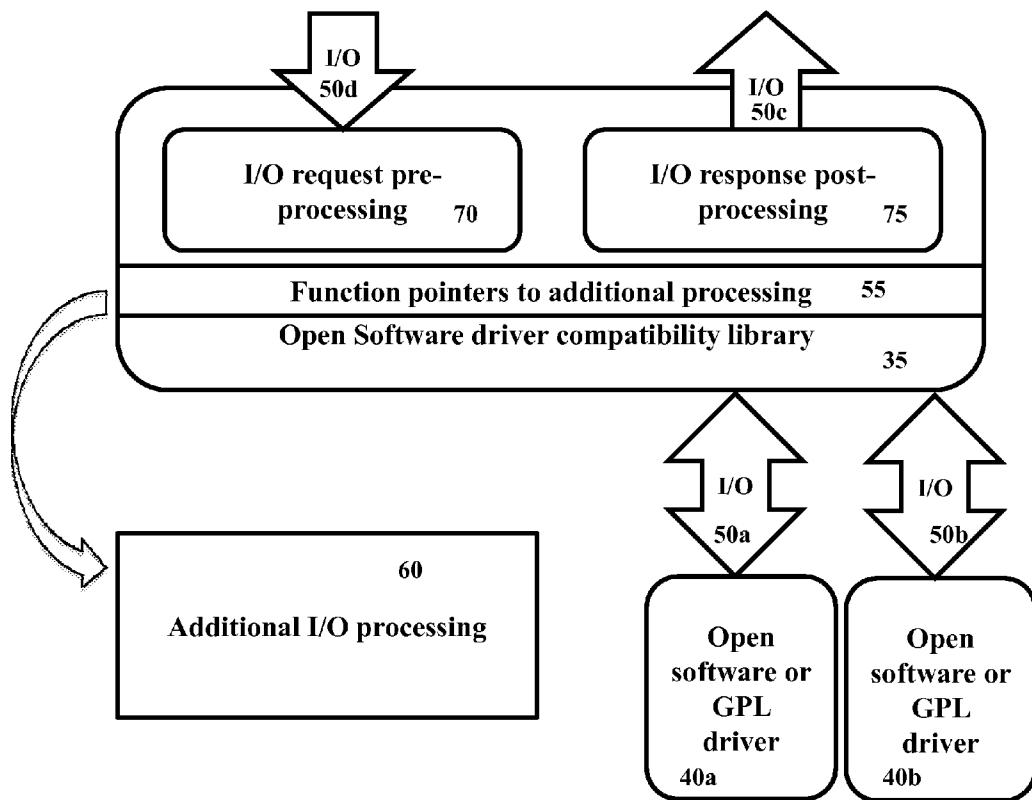 I/O
50d
I/O
50c
I/O request pre-
processing 70
I/O response post-
processing 75
Function pointers to additional processing 55
Open Software driver compatibility library
35
I/O
50a
I/O
50b
60
Additional I/O processing
Open
software or
GPL
driver
40a
Open
software or
GPL
driver
40b